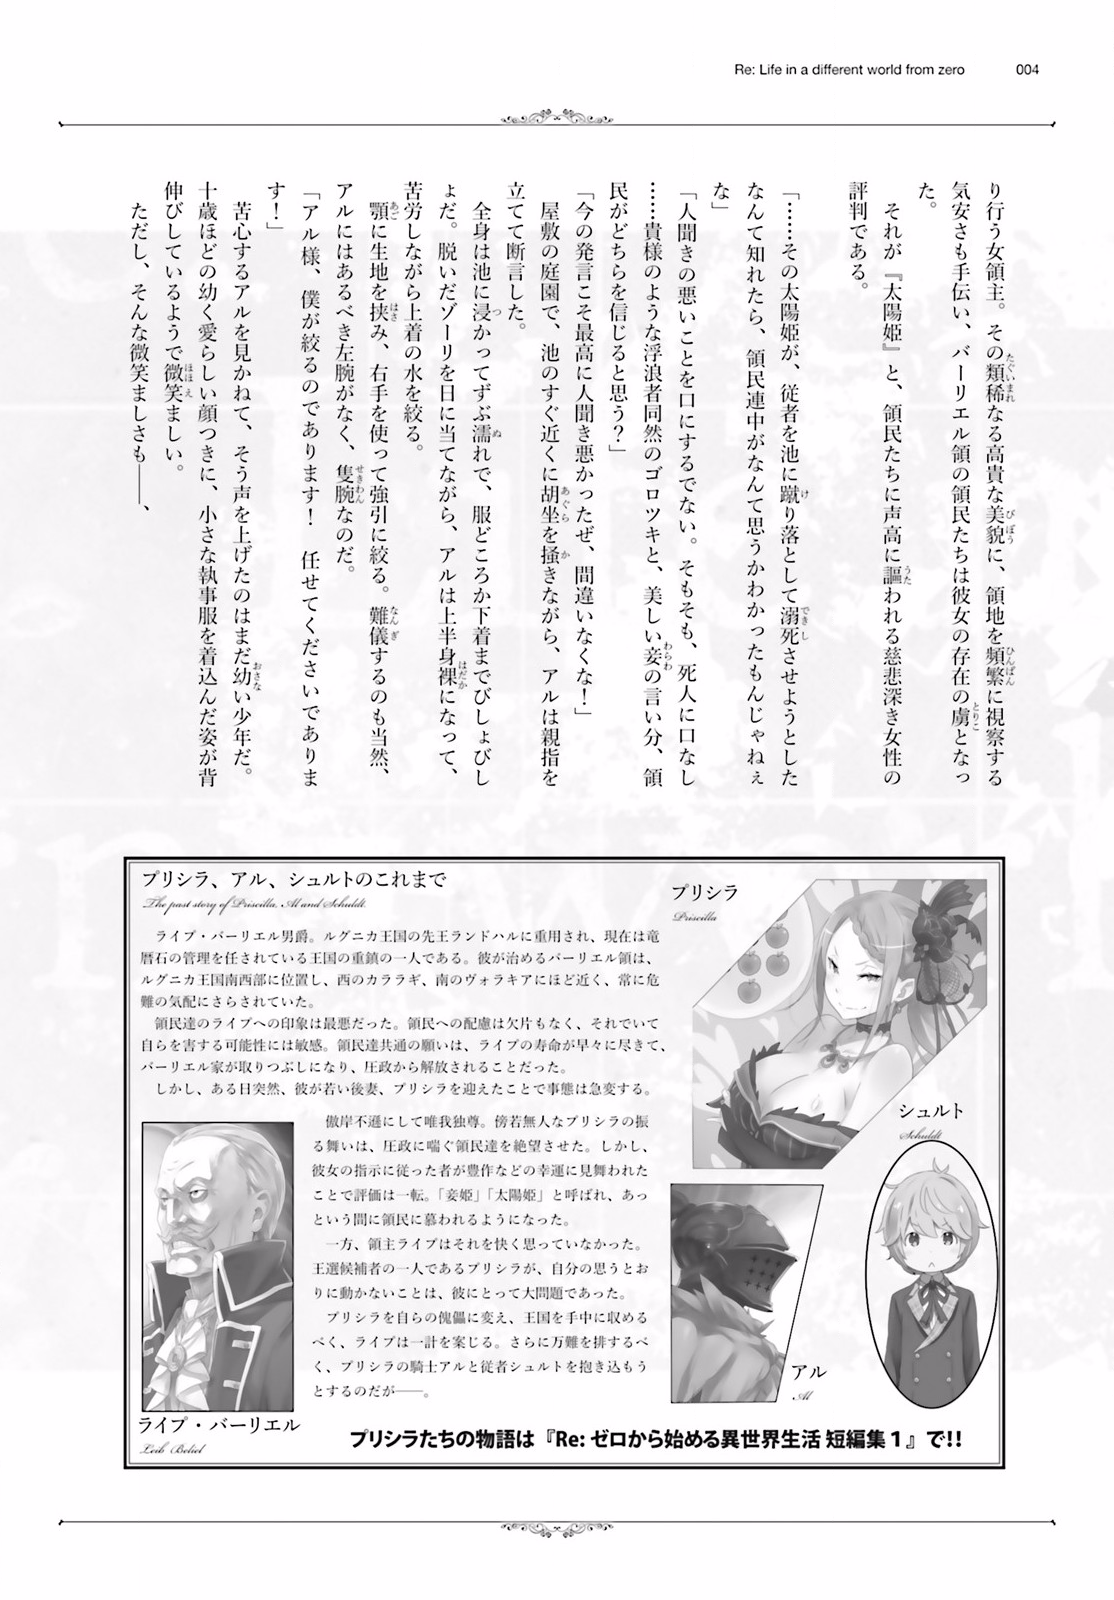 Re: Life in a different world from zero
004
り行う女領主。その類稀なる高貴な美貌に、領地を頻繁に視察する
気安さも手伝い、バーリエル領の領民たちは彼女の存在の虜となっ
た。
それが『太陽姫』と、領民たちに声高に謳われる慈悲深き女性の
評判である。
「……その太陽姫が、従者を池に蹴り落として溺死させようとした
なんて知れたら、領民連中がなんて思うかわかったもんじゃねぇ
な」
「人聞きの悪いことを口にするでない。そもそも、死人に口なし
……貴様のような浮浪者同然のゴロツキと、美しい妾の言い分、領
民がどちらを信じると思う？」
「今の発言こそ最高に人聞き悪かったぜ、間違いなくな！」
屋敷の庭園で、池のすぐ近くに胡坐を掻きながら、アルは親指を
立てて断言した。
全身は池に浸かってずぶ濡れで、服どころか下着までびしょびし
ょだ。脱いだゾーリを日に当てながら、アルは上半身裸になって、
苦労しながら上着の水を絞る。
顎に生地を挟み、右手を使って強引に絞る。難儀するのも当然、
アルにはあるべき左腕がなく、隻腕なのだ。
「アル様、僕が絞るのであります！　任せてくださいでありま
す！」
苦心するアルを見かねて、そう声を上げたのはまだ幼い少年だ。
十歳ほどの幼く愛らしい顔つきに、小さな執事服を着込んだ姿が背
伸びしているようで微笑ましい。
ただし、そんな微笑ましさも――、
プリシラ、アル、シュルトのこれまで
The past story of Priscilla, Al and Schuldt.
ライプ・バーリエル男爵。ルグニカ王国の先王ランドハルに重用され、現在は竜
暦石の管理を任されている王国の重鎮の一人である。彼が治めるバーリエル領は、
ルグニカ王国南西部に位置し、西のカララギ、南のヴォラキアにほど近く、常に危
難の気配にさらされていた。
領民達のライプへの印象は最悪だった。領民への配慮は欠片もなく、それでいて
自らを害する可能性には敏感。領民達共通の願いは、ライプの寿命が早々に尽きて、
バーリエル家が取りつぶしになり、圧政から解放されることだった。
しかし、ある日突然、彼が若い後妻、プリシラを迎えたことで事態は急変する。
傲岸不遜にして唯我独尊。傍若無人なプリシラの振
る舞いは、圧政に喘ぐ領民達を絶望させた。しかし、
彼女の指示に従った者が豊作などの幸運に見舞われた
ことで評価は一転。「妾姫」「太陽姫」と呼ばれ、あっ
という間に領民に慕われるようになった。
一方、領主ライプはそれを快く思っていなかった。
王選候補者の一人であるプリシラが、自分の思うとお
りに動かないことは、彼にとって大問題であった。
プリシラを自らの傀儡に変え、王国を手中に収める
べく、ライプは一計を案じる。さらに万難を排するべ
く、プリシラの騎士アルと従者シュルトを抱き込もう
とするのだが――。
プリシラ
Priscilla
シュルト
Schuldt
アル
Al
ライプ・バーリエル
Leib Beliel
プリシラたちの物語は『Re: ゼロから始める異世界生活 短編集１』で!!